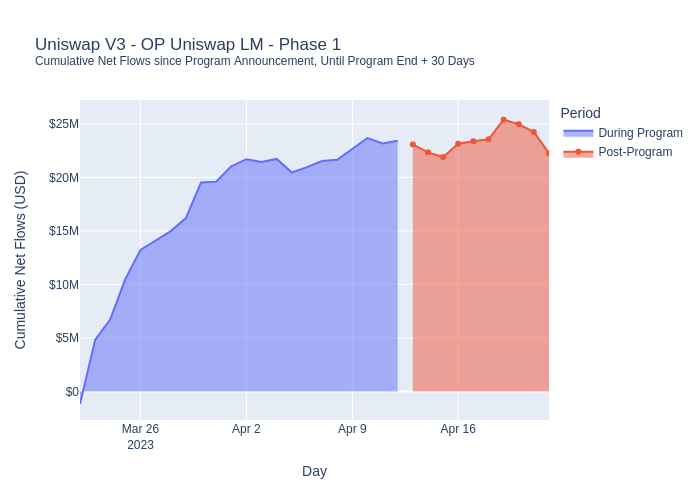 Uniswap V3 - OP Uniswap LM - Phase 1
Cumulative Net Flows since Program Announcement, Until Program End + 30 Days
Period
During Program
Post-Program
Cumulative Net Flows (USD)
$25M
$20M
$15M
$10M
$5M
$0
Mar 26
2023
Apr 2
Apr 9
Apr 16
Day